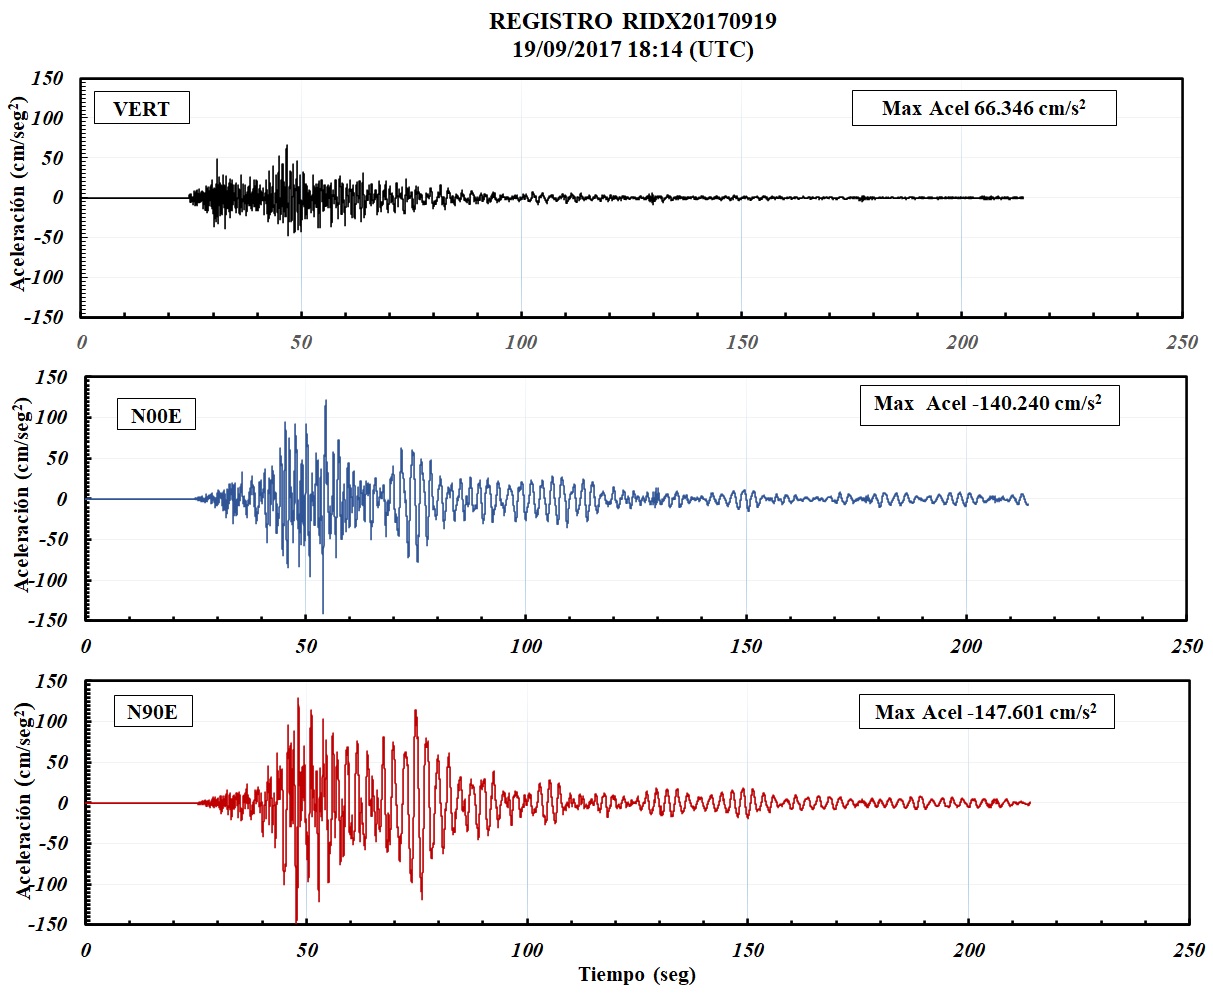 REGISTRO RIDX20170919
19/09/2017 18:14 (UTC)
Aceleración (cm/seg²)
150
100
50
0
-50
-100
-150
VERT
Max Acel 66.346 cm/s²
0 50 100 150 200 250
Aceleración (cm/seg²)
150
100
50
0
-50
-100
-150
N00E
Max Acel -140.240 cm/s²
0 50 100 150 200 250
Aceleración (cm/seg²)
150
100
50
0
-50
-100
-150
N90E
Max Acel -147.601 cm/s²
0 50 100 150 200 250
Tiempo (seg)